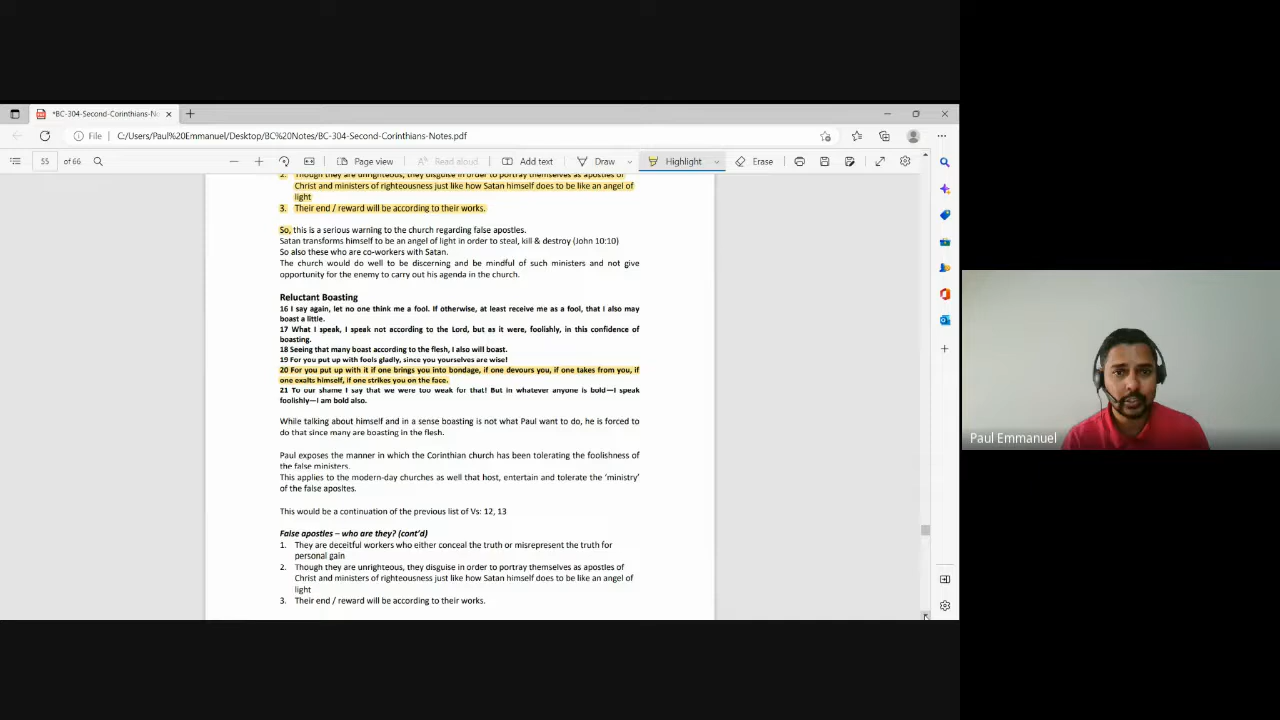 *BC-304-Second-Corinthians-No
File
C:/Users/Paul%20Emmanuel/Desktop/BC%20Notes/BC-304-Second-Corinthians-Notes.pdf
55 of 66
Page view
Read aloud
Add text
Draw
Highlight
Erase
2. Though they are unrighteous, they disguise in order to portray themselves as apostles of
Christ and ministers of righteousness just like how Satan himself does to be like an angel of
light
3. Their end / reward will be according to their works.
So, this is a serious warning to the church regarding false apostles.
Satan transforms himself to be an angel of light in order to steal, kill & destroy (John 10:10)
So also these who are co-workers with Satan.
The church would do well to be discerning and be mindful of such ministers and not give
opportunity for the enemy to carry out his agenda in the church.
Reluctant Boasting
16 I say again, let no one think me a fool. If otherwise, at least receive me as a fool, that I also may
boast a little.
17 What I speak, I speak not according to the Lord, but as it were, foolishly, in this confidence of
boasting.
18 Seeing that many boast according to the flesh, I also will boast.
19 For you put up with fools gladly, since you yourselves are wise!
20 For you put up with it if one brings you into bondage, if one devours you, if one takes from you, if
one exalts himself, if one strikes you on the face.
21 To our shame I say that we were too weak for that! But in whatever anyone is bold—I speak
foolishly—I am bold also.
While talking about himself and in a sense boasting is not what Paul want to do, he is forced to
do that since many are boasting in the flesh.
Paul exposes the manner in which the Corinthian church has been tolerating the foolishness of
the false ministers.
This applies to the modern-day churches as well that host, entertain and tolerate the ‘ministry’
of the false aposltes.
This would be a continuation of the previous list of Vs: 12, 13
False apostles – who are they? (cont’d)
1. They are deceitful workers who either conceal the truth or misrepresent the truth for
personal gain
2. Though they are unrighteous, they disguise in order to portray themselves as apostles of
Christ and ministers of righteousness just like how Satan himself does to be like an angel of
light
3. Their end / reward will be according to their works.
Paul Emmanuel